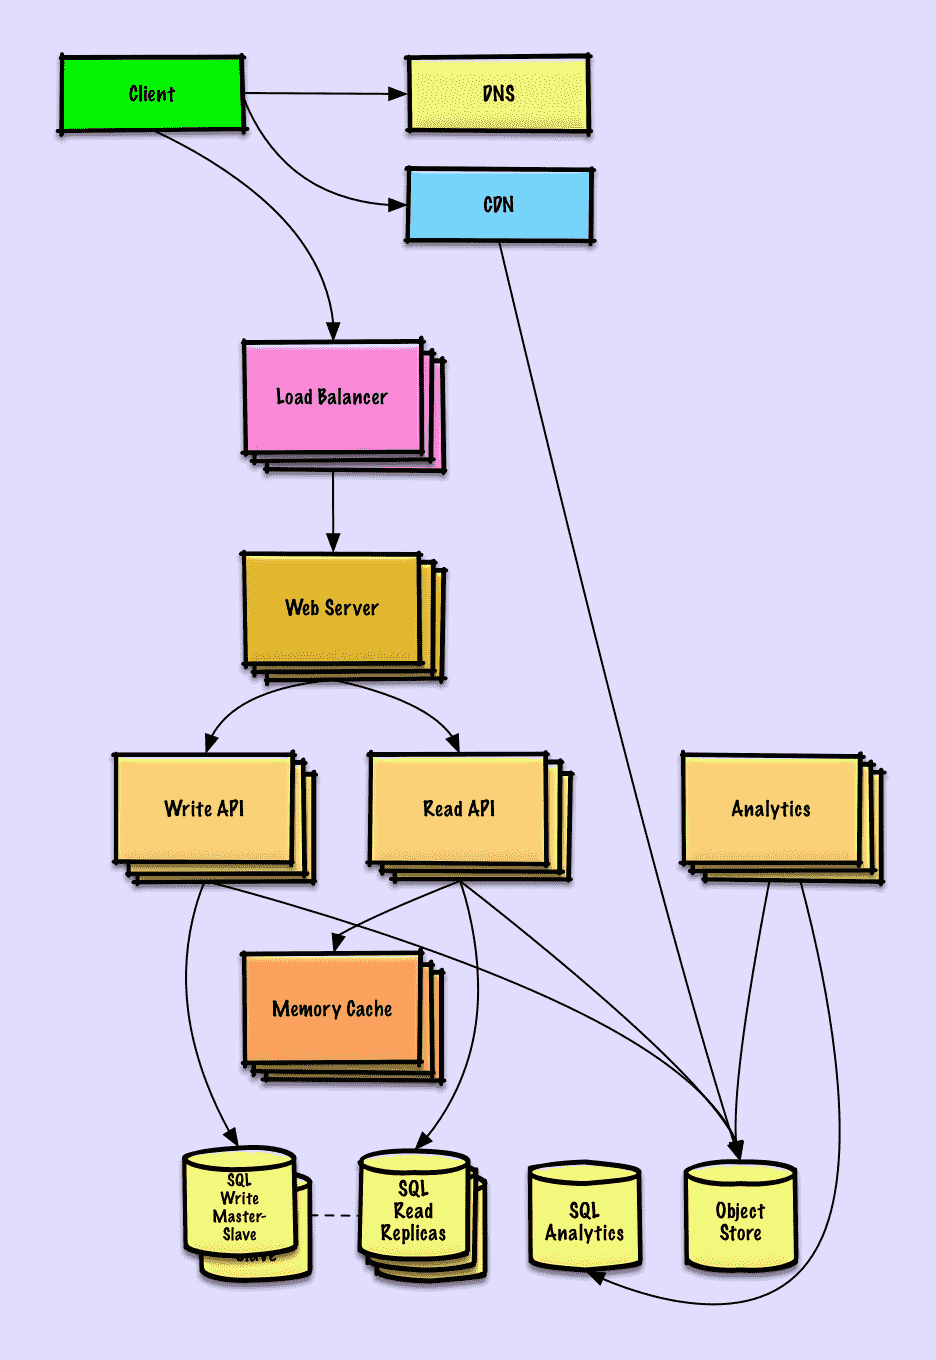 Client
DNS
CDN
Load Balancer
Web Server
Write API
Read API
Analytics
Memory Cache
SQL
Write
Master-
Slave
Slave
SQL
Read
Replicas
SQL
Analytics
Object
Store